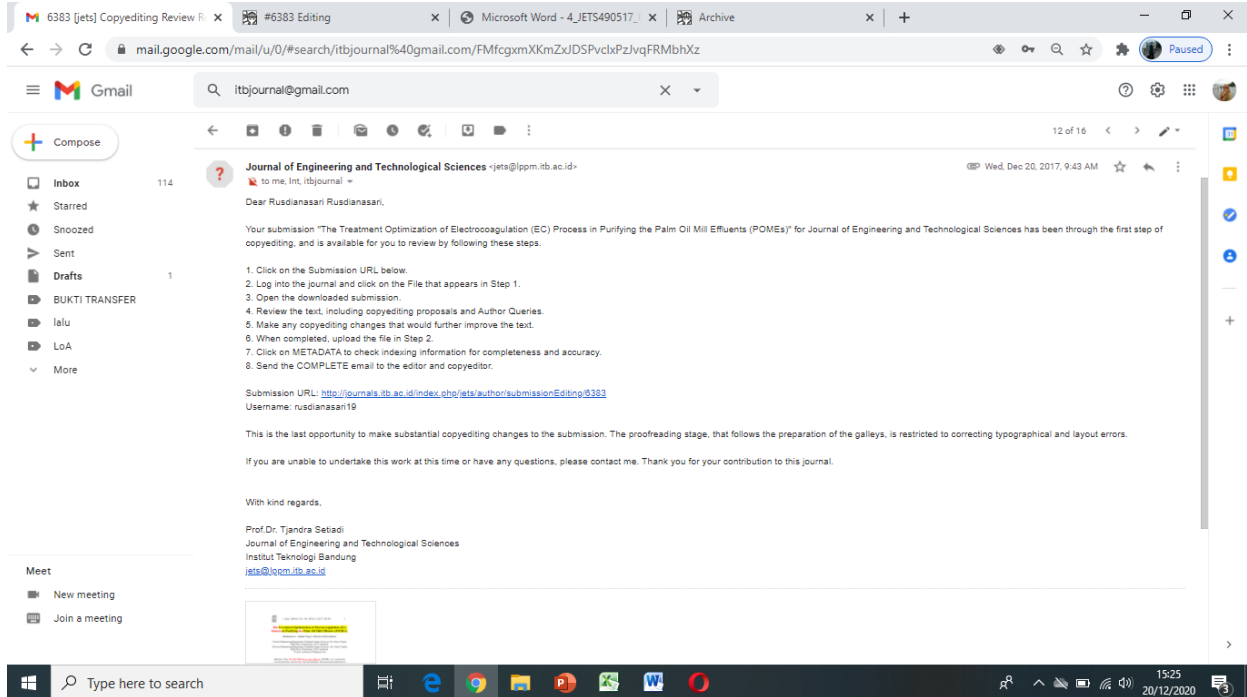 6383 [jets] Copyediting Review R
#6383 Editing
Microsoft Word - 4_JETS490517_
Archive
mail.google.com/mail/u/0/#search/itbjournal%40gmail.com/FMfcgxmXKmZxJDSPvclxPzJvqFRMbhXz
Paused
Gmail
itbjournal@gmail.com
Compose
12 of 16
Inbox 114
Starred
Snoozed
Sent
Drafts 1
BUKTI TRANSFER
lalu
LoA
More
Journal of Engineering and Technological Sciences <jets@lppm.itb.ac.id>
Wed, Dec 20, 2017, 9:43 AM
to me, Int, itbjournal
Dear Rusdianasari Rusdianasari,
Your submission "The Treatment Optimization of Electrocoagulation (EC) Process in Purifying the Palm Oil Mill Effluents (POMEs)" for Journal of Engineering and Technological Sciences has been through the first step of
copyediting, and is available for you to review by following these steps.
1. Click on the Submission URL below.
2. Log into the journal and click on the File that appears in Step 1.
3. Open the downloaded submission.
4. Review the text, including copyediting proposals and Author Queries.
5. Make any copyediting changes that would further improve the text.
6. When completed, upload the file in Step 2.
7. Click on METADATA to check indexing information for completeness and accuracy.
8. Send the COMPLETE email to the editor and copyeditor.
Submission URL: http://journals.itb.ac.id/index.php/jets/author/submissionEditing/6383
Username: rusdianasari19
This is the last opportunity to make substantial copyediting changes to the submission. The proofreading stage, that follows the preparation of the galleys, is restricted to correcting typographical and layout errors.
If you are unable to undertake this work at this time or have any questions, please contact me. Thank you for your contribution to this journal.
With kind regards,
Prof.Dr. Tjandra Setiadi
Journal of Engineering and Technological Sciences
Institut Teknologi Bandung
jets@lppm.itb.ac.id
Meet
New meeting
Join a meeting
Type here to search
15:25
20/12/2020
3